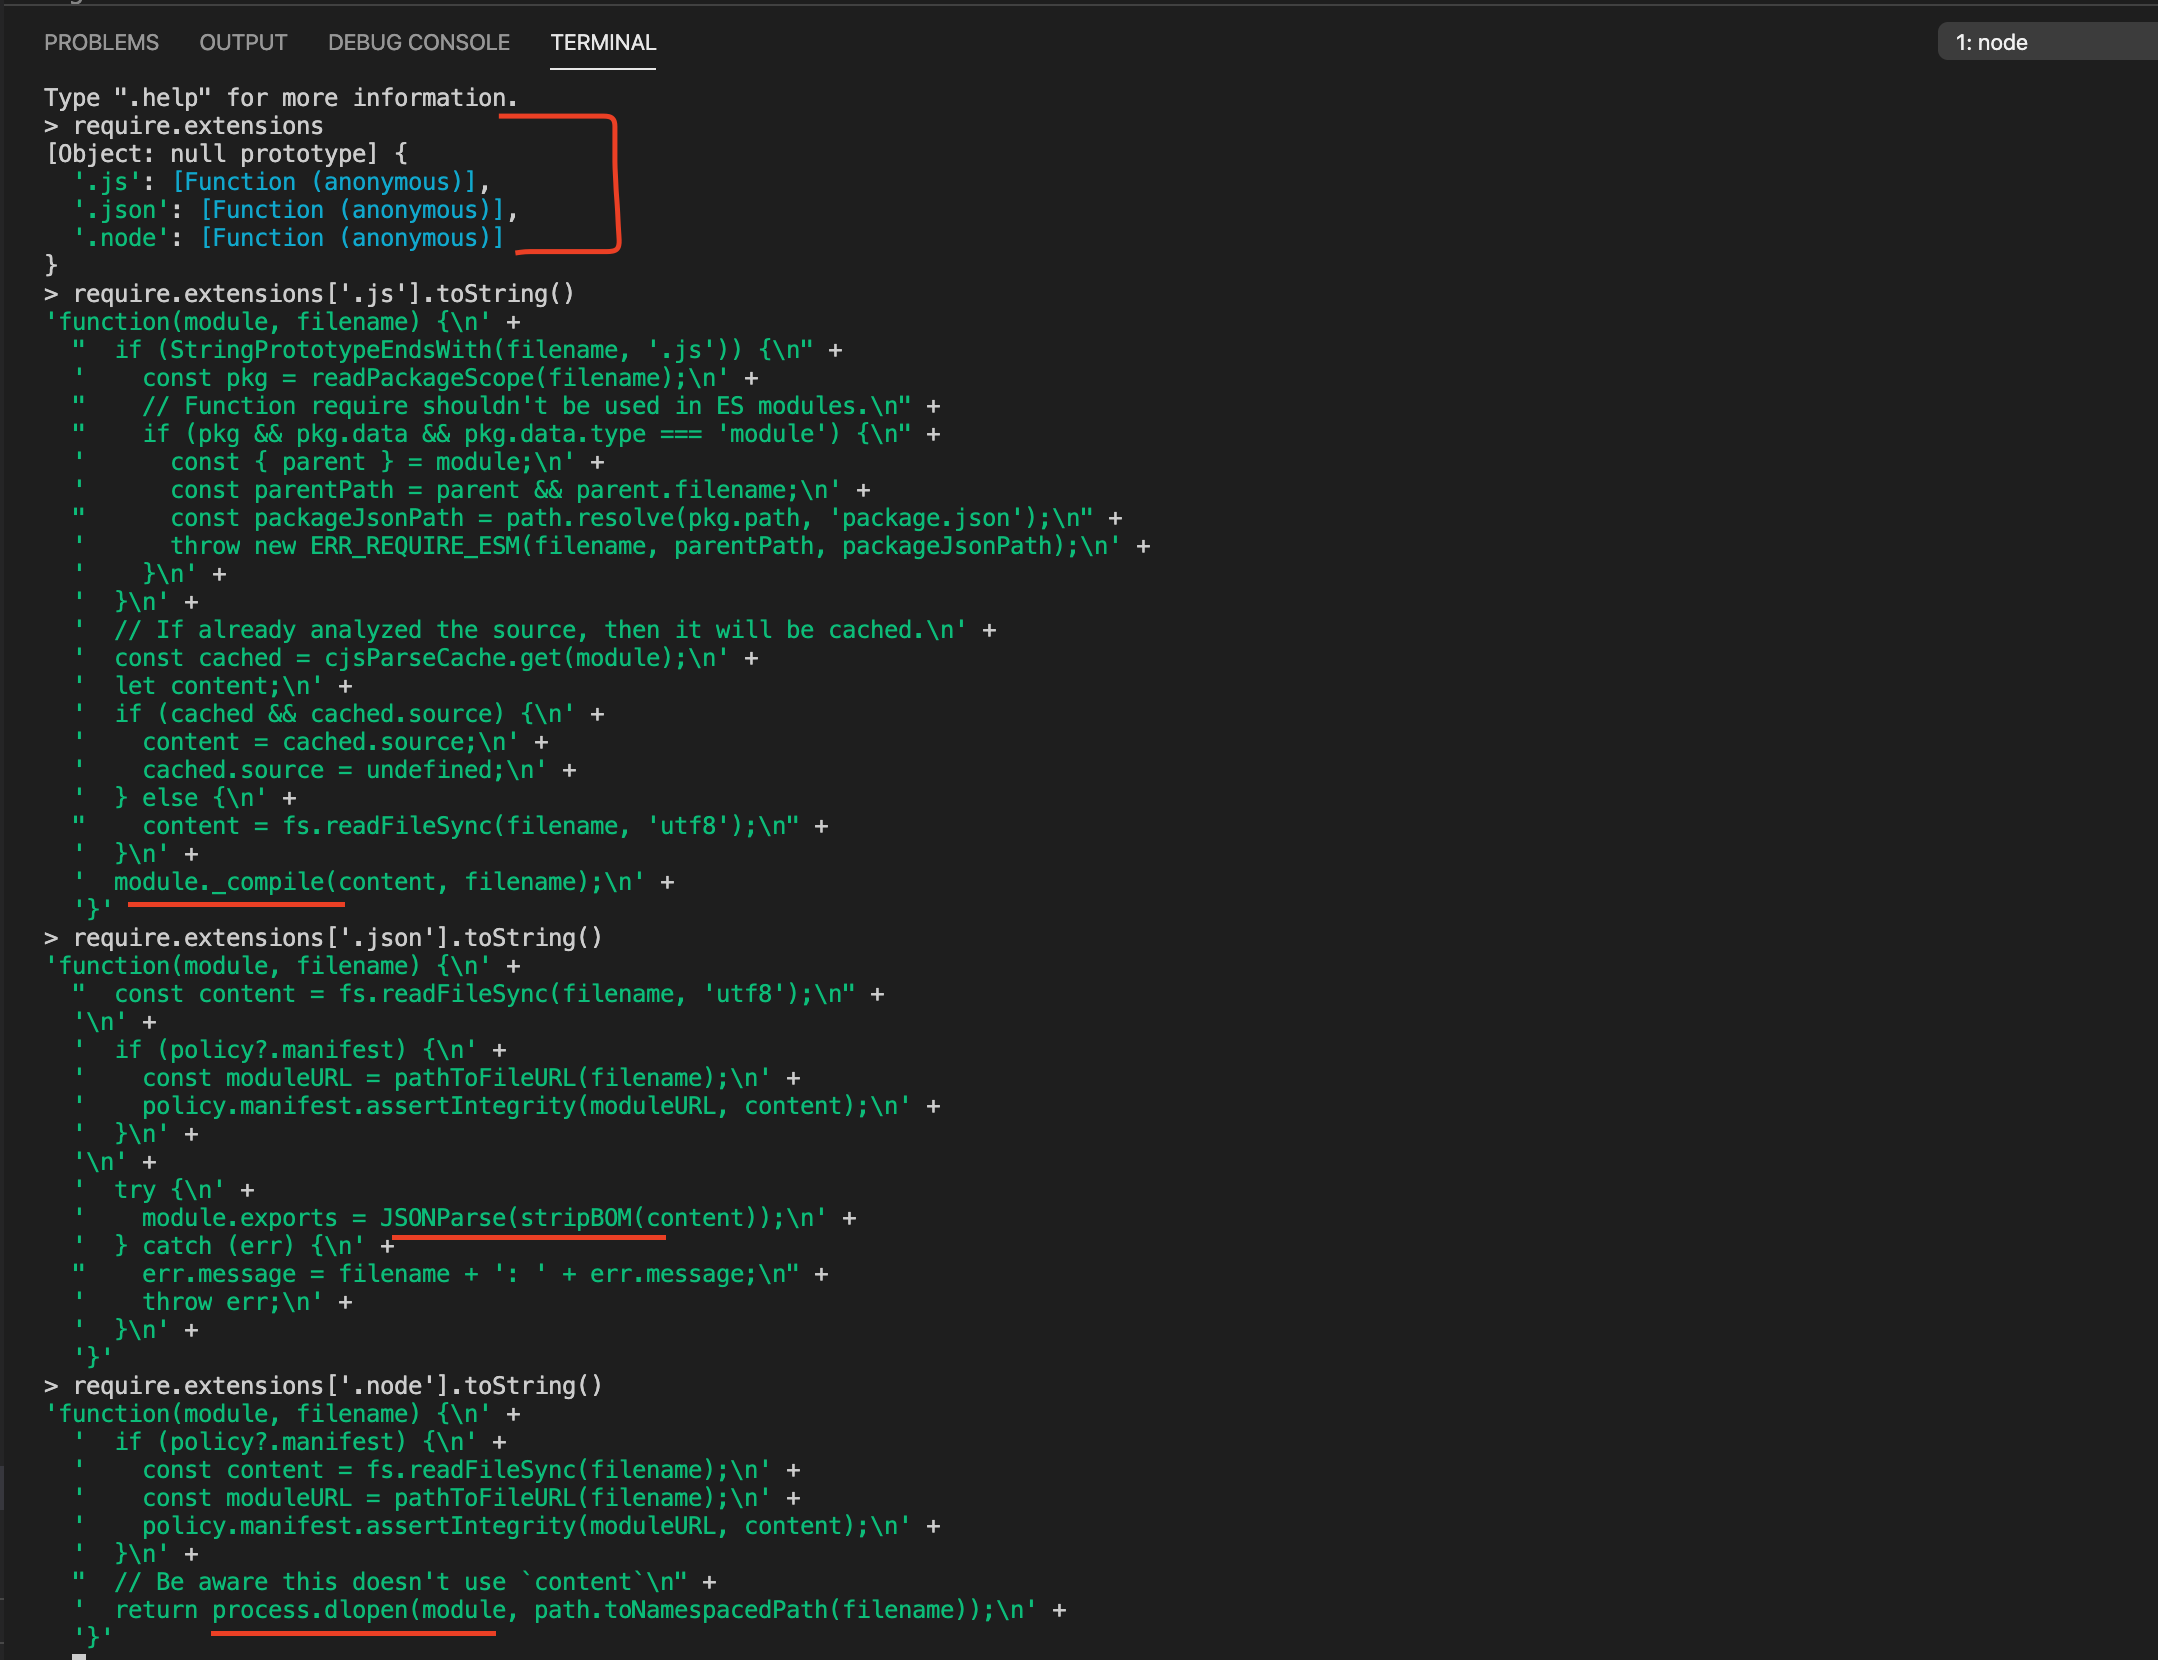 PROBLEMS OUTPUT DEBUG CONSOLE TERMINAL 1: node
Type ".help" for more information.
> require.extensions
[Object: null prototype] {
  '.js': [Function (anonymous)],
  '.json': [Function (anonymous)],
  '.node': [Function (anonymous)]
}
> require.extensions['.js'].toString()
'function(module, filename) {\n' +
  "  if (StringPrototypeEndsWith(filename, '.js')) {\n" +
  '    const pkg = readPackageScope(filename);\n' +
  "    // Function require shouldn't be used in ES modules.\n" +
  "    if (pkg && pkg.data && pkg.data.type === 'module') {\n" +
  '      const { parent } = module;\n' +
  '      const parentPath = parent && parent.filename;\n' +
  "      const packageJsonPath = path.resolve(pkg.path, 'package.json');\n" +
  '      throw new ERR_REQUIRE_ESM(filename, parentPath, packageJsonPath);\n' +
  '    }\n' +
  '  }\n' +
  '  // If already analyzed the source, then it will be cached.\n' +
  '  const cached = cjsParseCache.get(module);\n' +
  '  let content;\n' +
  '  if (cached && cached.source) {\n' +
  '    content = cached.source;\n' +
  '    cached.source = undefined;\n' +
  '  } else {\n' +
  "    content = fs.readFileSync(filename, 'utf8');\n" +
  '  }\n' +
  '  module._compile(content, filename);\n' +
  '}'
> require.extensions['.json'].toString()
'function(module, filename) {\n' +
  "  const content = fs.readFileSync(filename, 'utf8');\n" +
  '\n' +
  '  if (policy?.manifest) {\n' +
  '    const moduleURL = pathToFileURL(filename);\n' +
  '    policy.manifest.assertIntegrity(moduleURL, content);\n' +
  '  }\n' +
  '\n' +
  '  try {\n' +
  '    module.exports = JSONParse(stripBOM(content));\n' +
  '  } catch (err) {\n' +
  "    err.message = filename + ': ' + err.message;\n" +
  '    throw err;\n' +
  '  }\n' +
  '}'
> require.extensions['.node'].toString()
'function(module, filename) {\n' +
  '  if (policy?.manifest) {\n' +
  '    const content = fs.readFileSync(filename);\n' +
  '    const moduleURL = pathToFileURL(filename);\n' +
  '    policy.manifest.assertIntegrity(moduleURL, content);\n' +
  '  }\n' +
  "  // Be aware this doesn't use `content`\n" +
  '  return process.dlopen(module, path.toNamespacedPath(filename));\n' +
  '}'